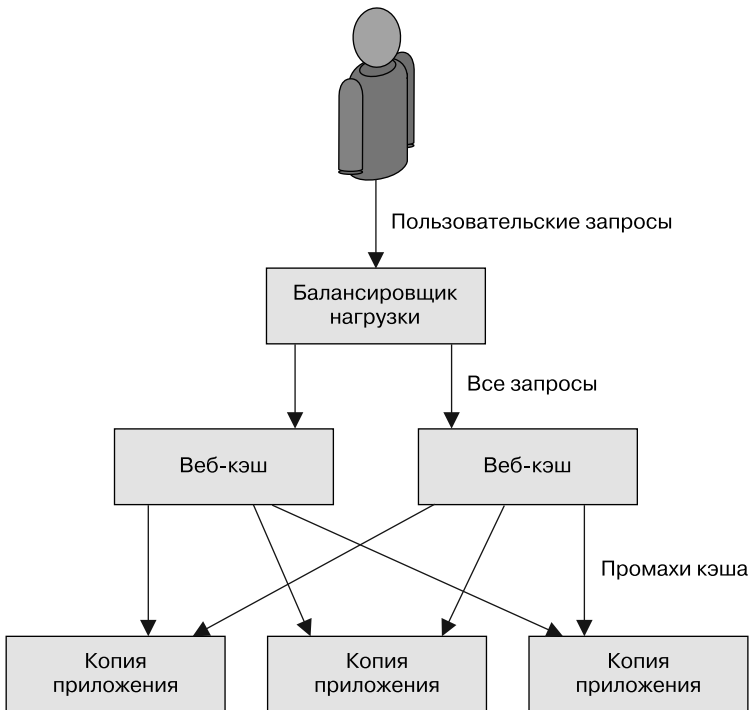 Пользовательские запросы
Балансировщик
нагрузки
Все запросы
Веб-кэш
Веб-кэш
Промахи кэша
Копия
приложения
Копия
приложения
Копия
приложения